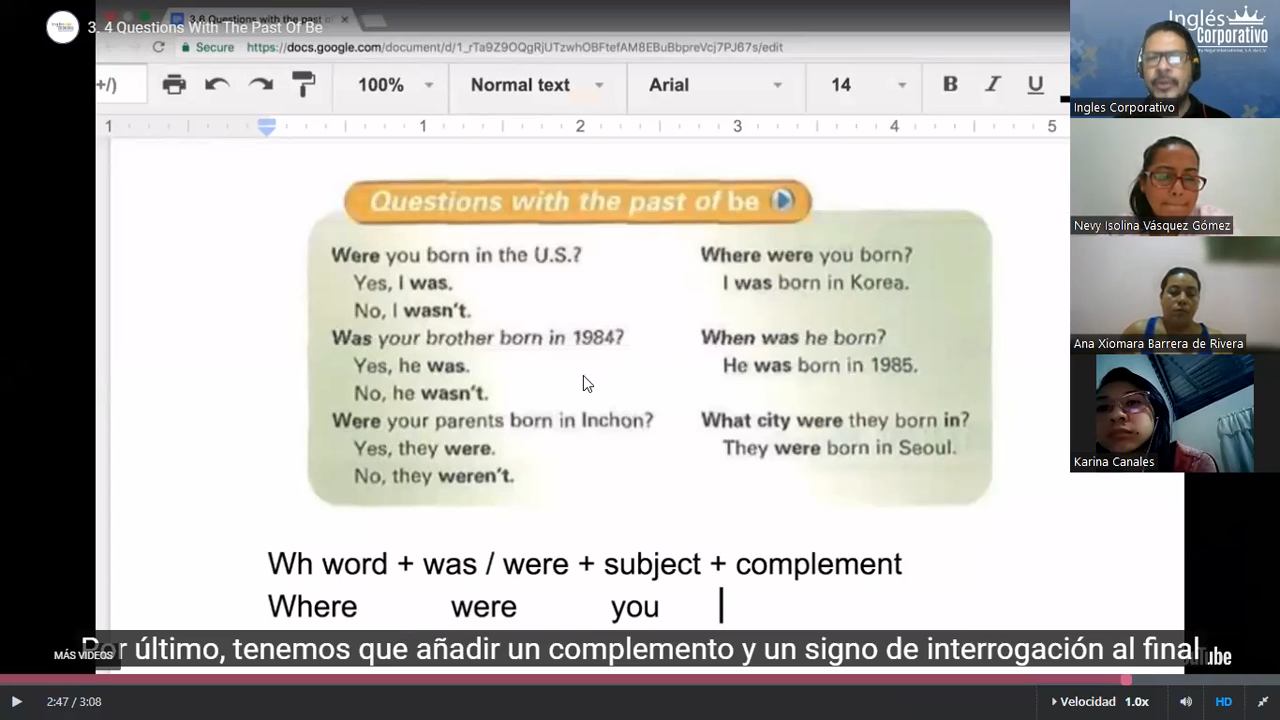 3. 4 Questions With The Past Of Be
3.6 Questions with the past of
Secure https://docs.google.com/document/d/1_rTa9Z9OQgRjUTzwhOBFtefAM8EBuBbpreVcj7PJ67s/edit
+/) 100% Normal text Arial 14 B I U
1 1 2 3 4 5
Questions with the past of be
Were you born in the U.S.?
Yes, I was.
No, I wasn't.
Was your brother born in 1984?
Yes, he was.
No, he wasn't.
Were your parents born in Inchon?
Yes, they were.
No, they weren't.
Where were you born?
I was born in Korea.
When was he born?
He was born in 1985.
What city were they born in?
They were born in Seoul.
Wh word + was / were + subject + complement
Where were you
Por último, tenemos que añadir un complemento y un signo de interrogación al final
MÁS VIDEOS
2:47 / 3:08
Velocidad 1.0x HD
Inglés
Corporativo
Ingles Corporativo
Nevy Isolina Vásquez Gómez
Ana Xiomara Barrera de Rivera
Karina Canales